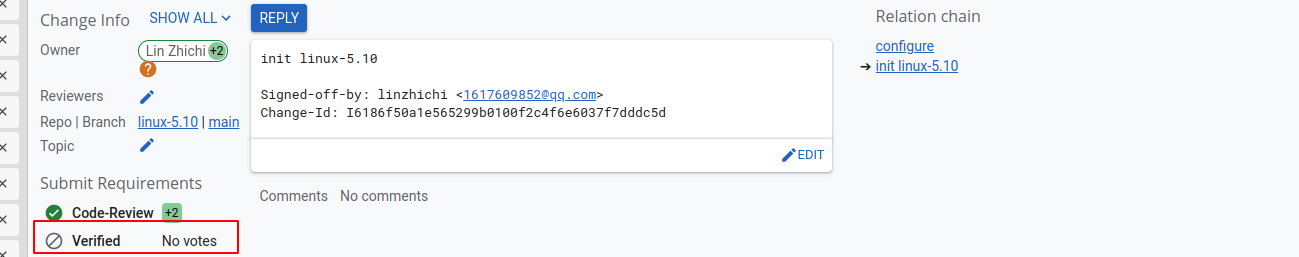 Change Info
SHOW ALL
Owner
Lin Zhichi +2
?
Reviewers
Repo | Branch
linux-5.10 | main
Topic
Submit Requirements
Code-Review +2
Verified No votes
REPLY
init linux-5.10
Signed-off-by: linzhichi <1617609852@qq.com>
Change-Id: I6186f50a1e565299b0100f2c4f6e6037f7dddc5d
EDIT
Comments No comments
Relation chain
configure
➔ init linux-5.10